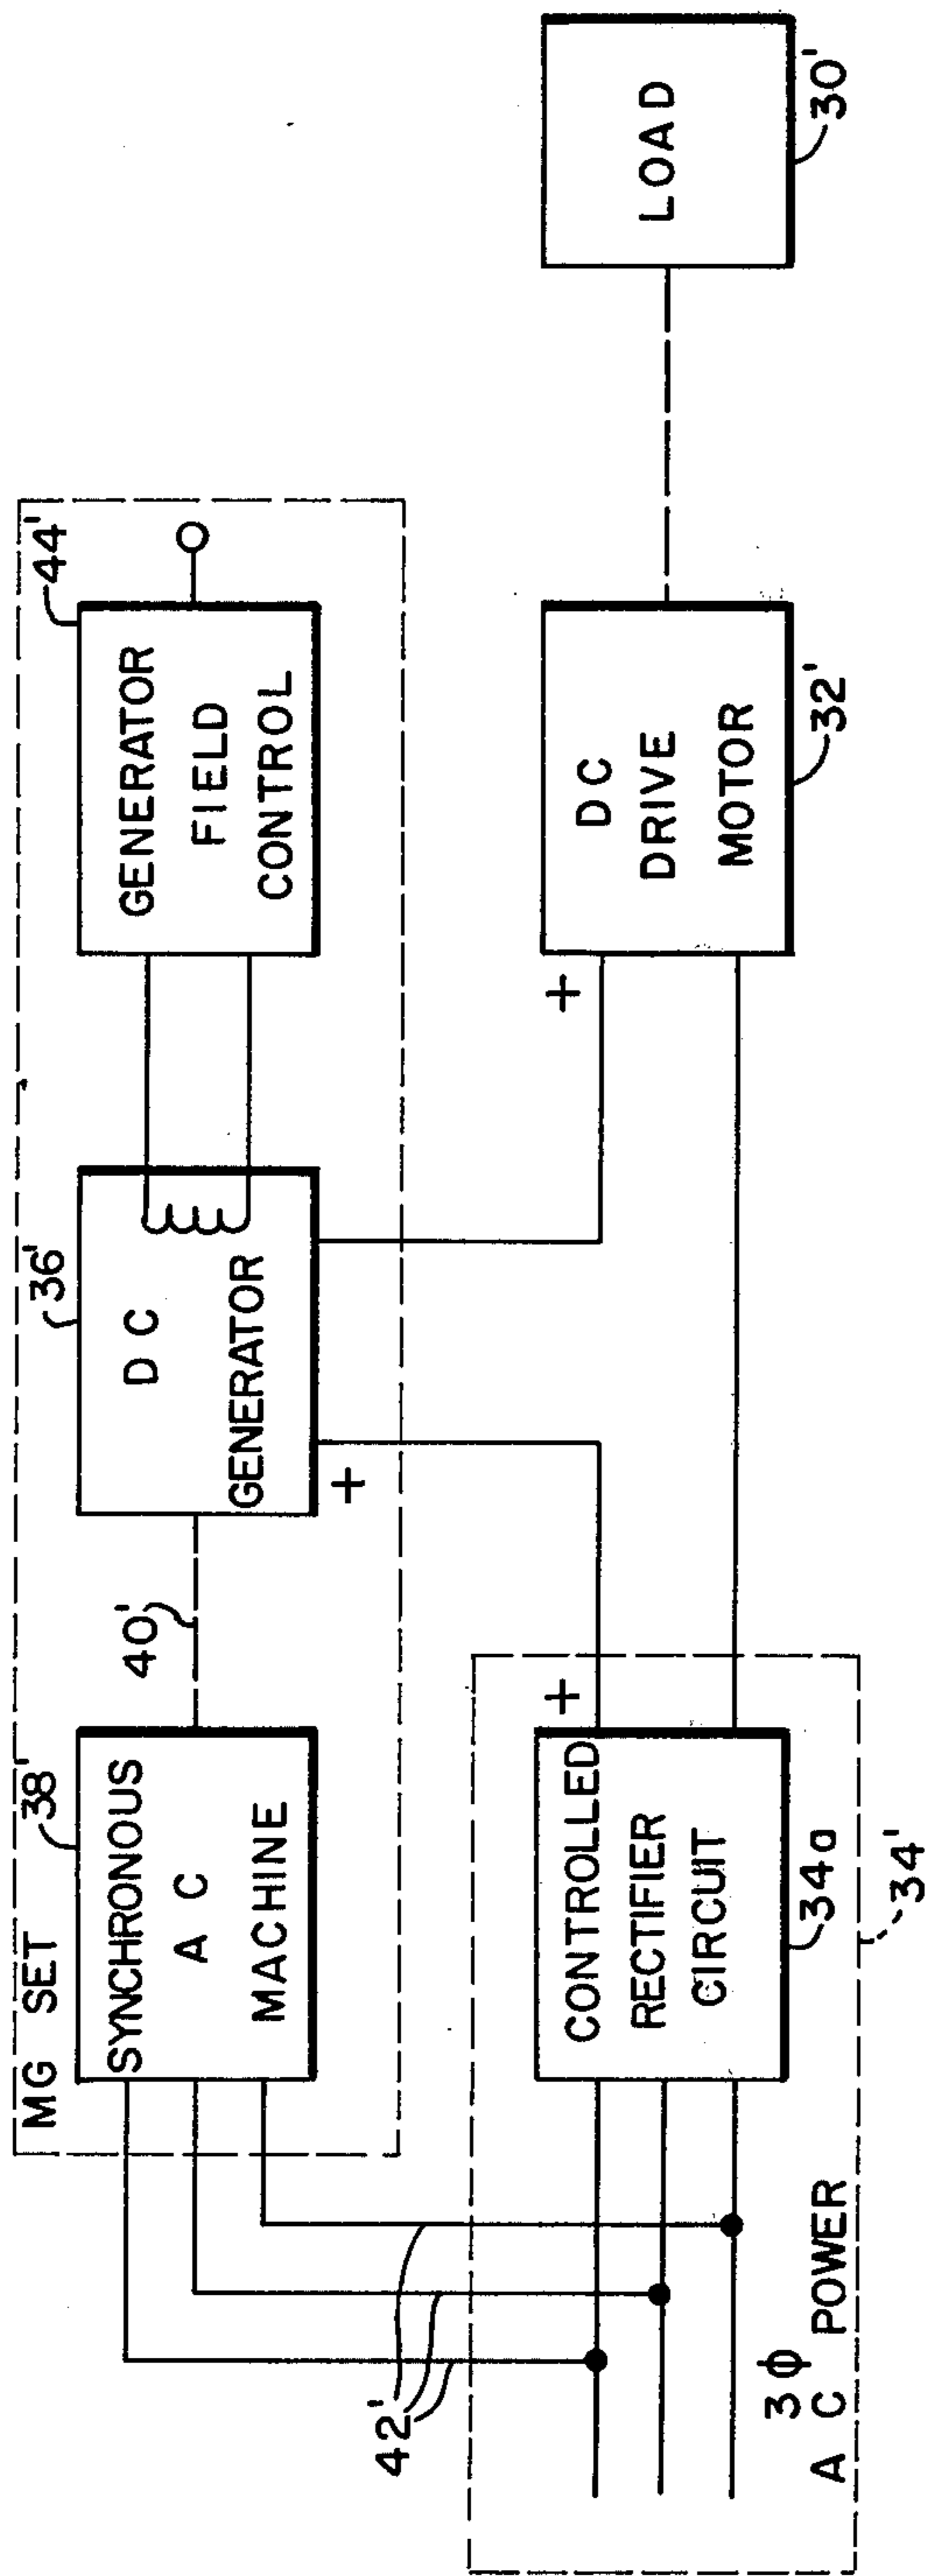 MG SET
38'
SYNCHRONOUS
A C
MACHINE
40'
36'
D C
GENERATOR
+
44'
GENERATOR
FIELD
CONTROL
42'
3 Φ
A C POWER
CONTROLLED
RECTIFIER
CIRCUIT
+
34a
34'
+
D C
DRIVE
MOTOR
32'
LOAD
30'